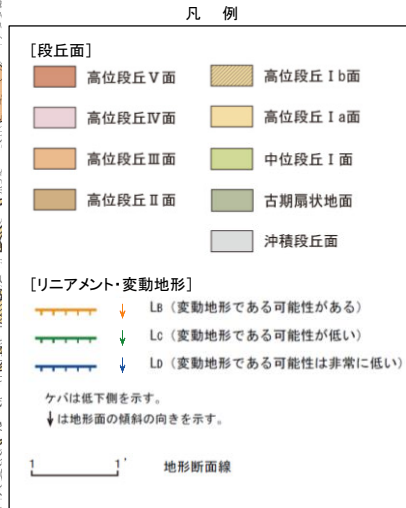 凡 例
[段丘面]
高位段丘Ⅴ面
高位段丘Ⅳ面
高位段丘Ⅲ面
高位段丘Ⅱ面
高位段丘Ⅰb面
高位段丘Ⅰa面
中位段丘Ⅰ面
古期扇状地面
沖積段丘面
[リニアメント・変動地形]
LB（変動地形である可能性がある）
LC（変動地形である可能性が低い）
LD（変動地形である可能性は非常に低い）
ケバは低下側を示す。
↓は地形面の傾斜の向きを示す。
1 1' 地形断面線